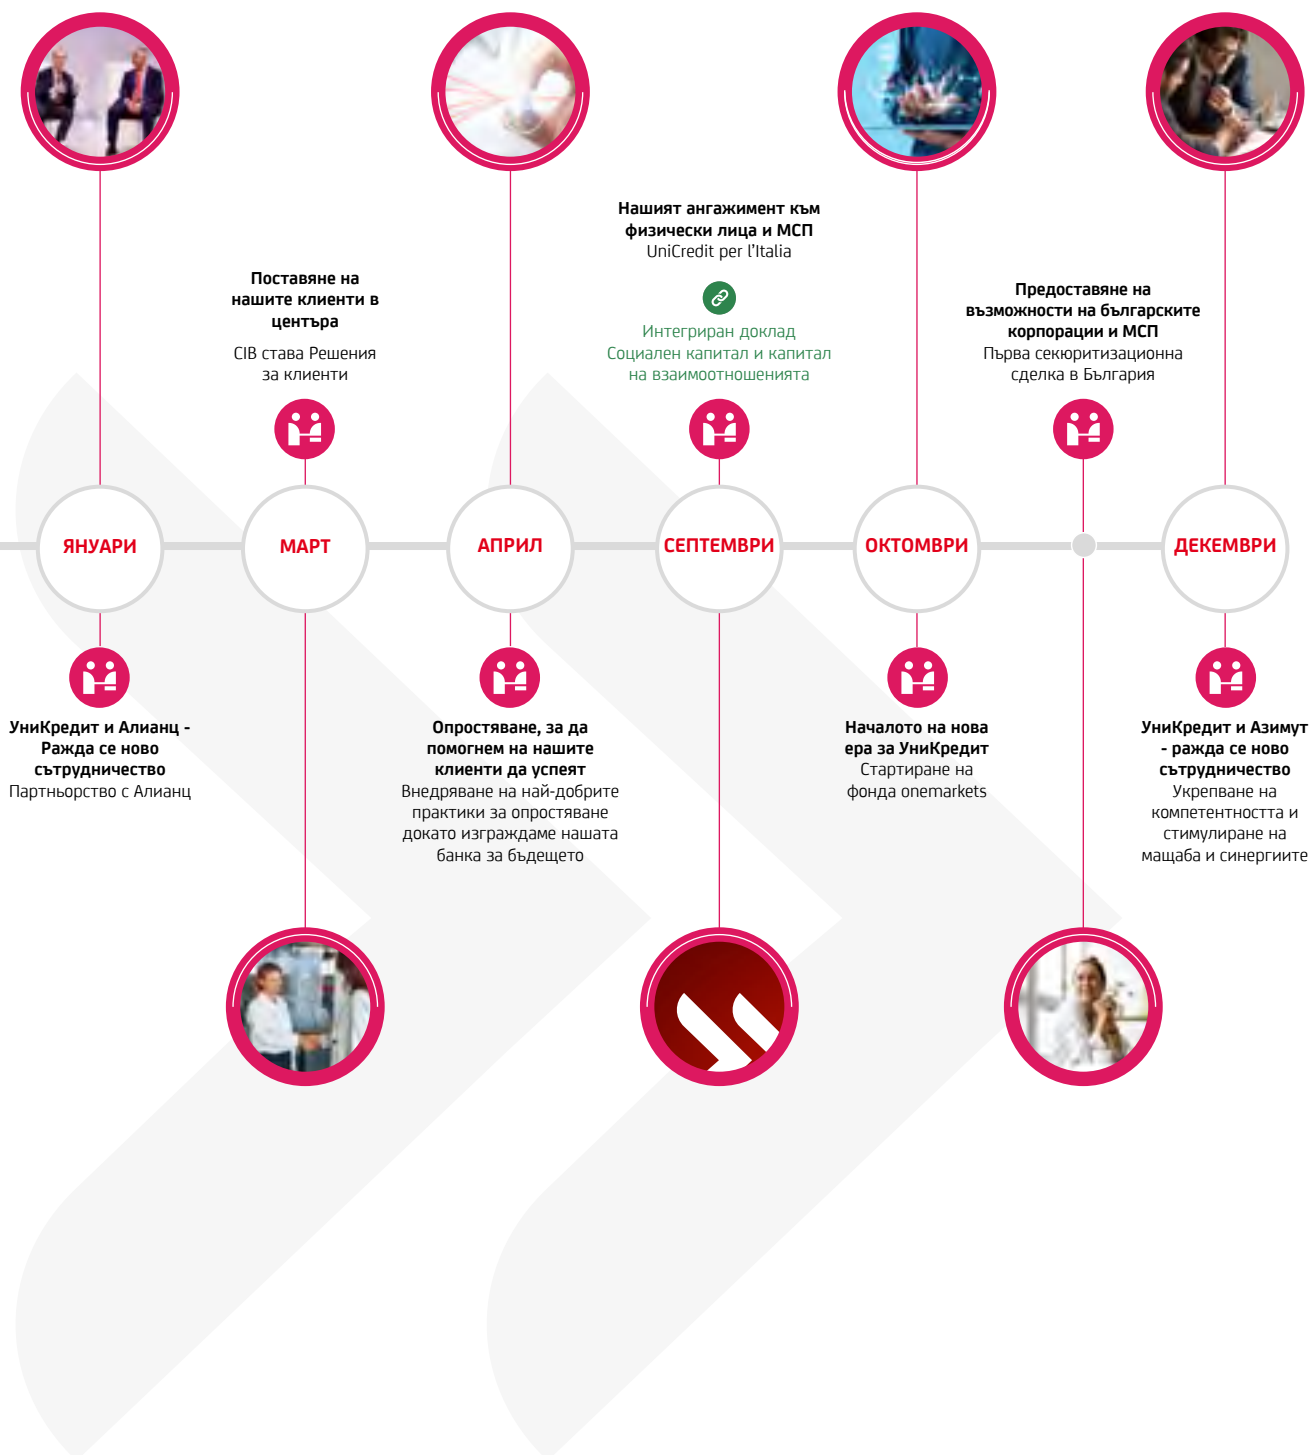 Нашият ангажимент към
физически лица и МСП
UniCredit per l'Italia
Интегриран доклад
Социален капитал и капитал
на взаимоотношенията
Поставяне на
нашите клиенти в
центъра
CIB става Решения
за клиенти
Предоставяне на
възможности на българските
корпорации и МСП
Първа секюритизационна
сделка в България
ЯНУАРИ
МАРТ
АПРИЛ
СЕПТЕМВРИ
ОКТОМВРИ
ДЕКЕМВРИ
УниКредит и Алианц -
Ражда се ново
сътрудничество
Партньорство с Алианц
Опростяване, за да
помогнем на нашите
клиенти да успеят
Внедряване на най-добрите
практики за опростяване
докато изграждаме нашата
банка за бъдещето
Началото на нова
ера за УниКредит
Стартиране на
фонда onemarkets
УниКредит и Азимут
- ражда се ново
сътрудничество
Укрепване на
компетентността и
стимулиране на
мащаба и синергиите